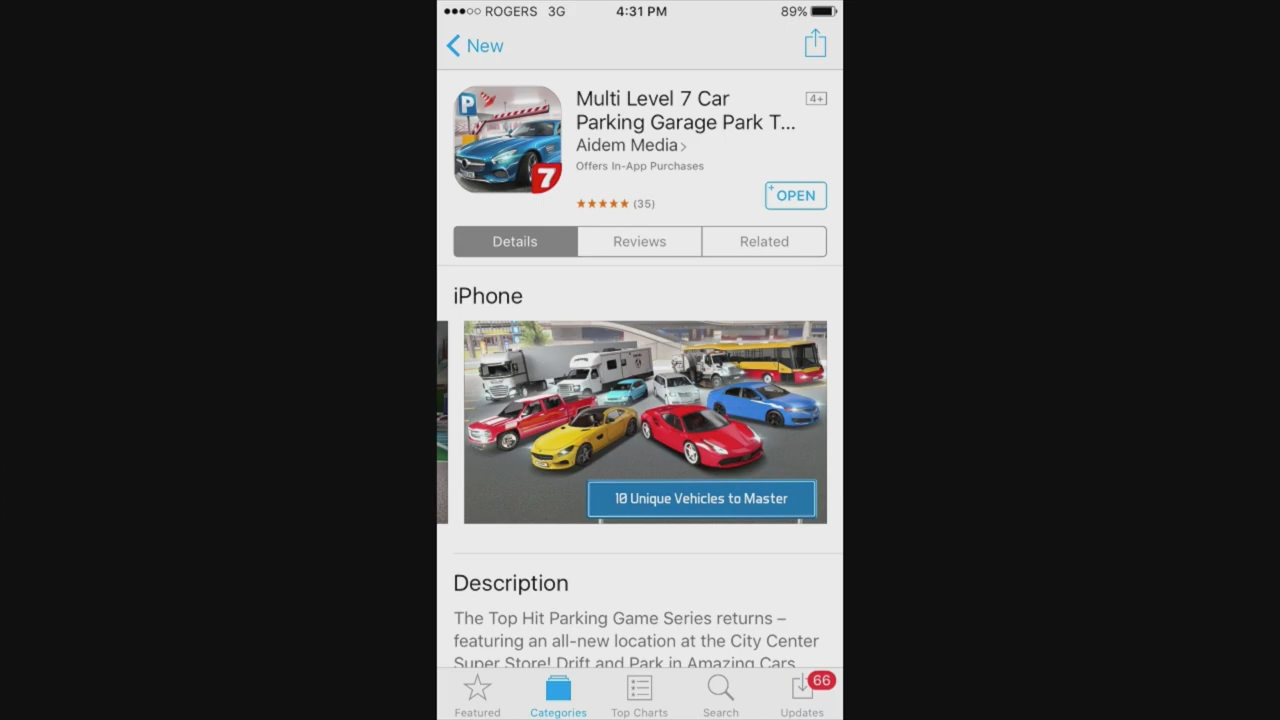 ROGERS 3G 4:31 PM 89%
New
P
7
Multi Level 7 Car
Parking Garage Park T...
4+
Aidem Media
Offers In-App Purchases
(35)
+ OPEN
Details Reviews Related
iPhone
10 Unique Vehicles to Master
Description
The Top Hit Parking Game Series returns –
featuring an all-new location at the City Center
Super Store! Drift and Park in Amazing Cars
66
Featured Categories Top Charts Search Updates